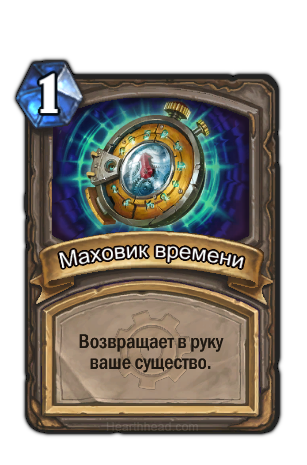 1
Маховик времени
Возвращает в руку
ваше существо.
Hearthhead.com